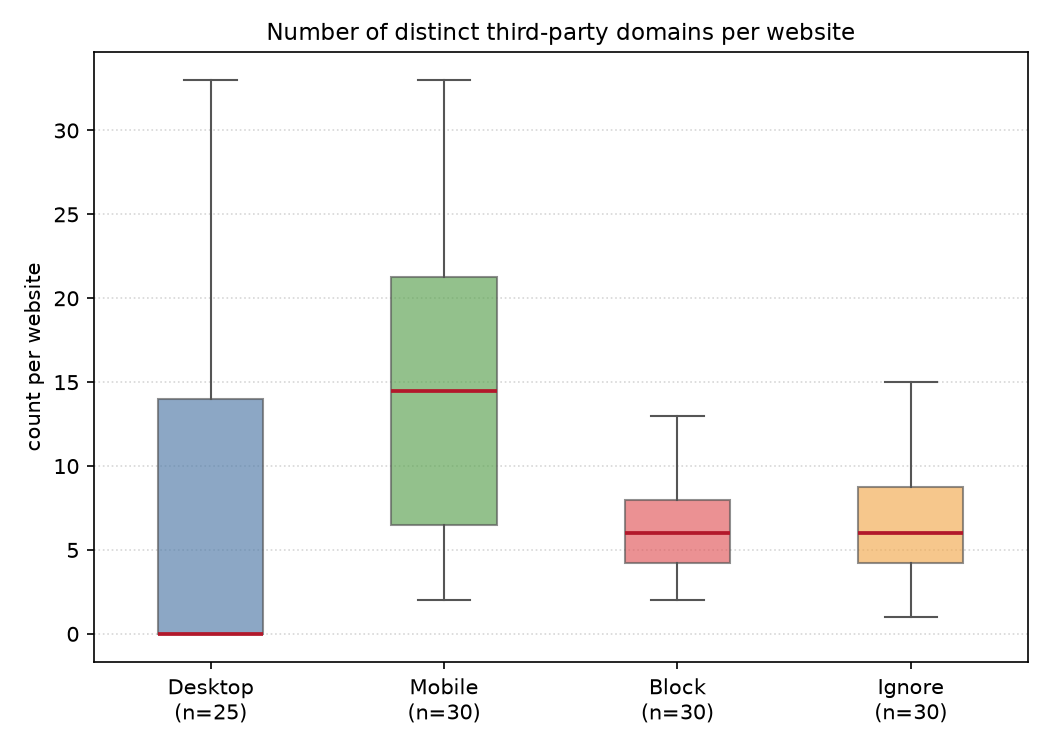 Number of distinct third-party domains per website
count per website
30
25
20
15
10
5
0
Desktop
(n=25)
Mobile
(n=30)
Block
(n=30)
Ignore
(n=30)